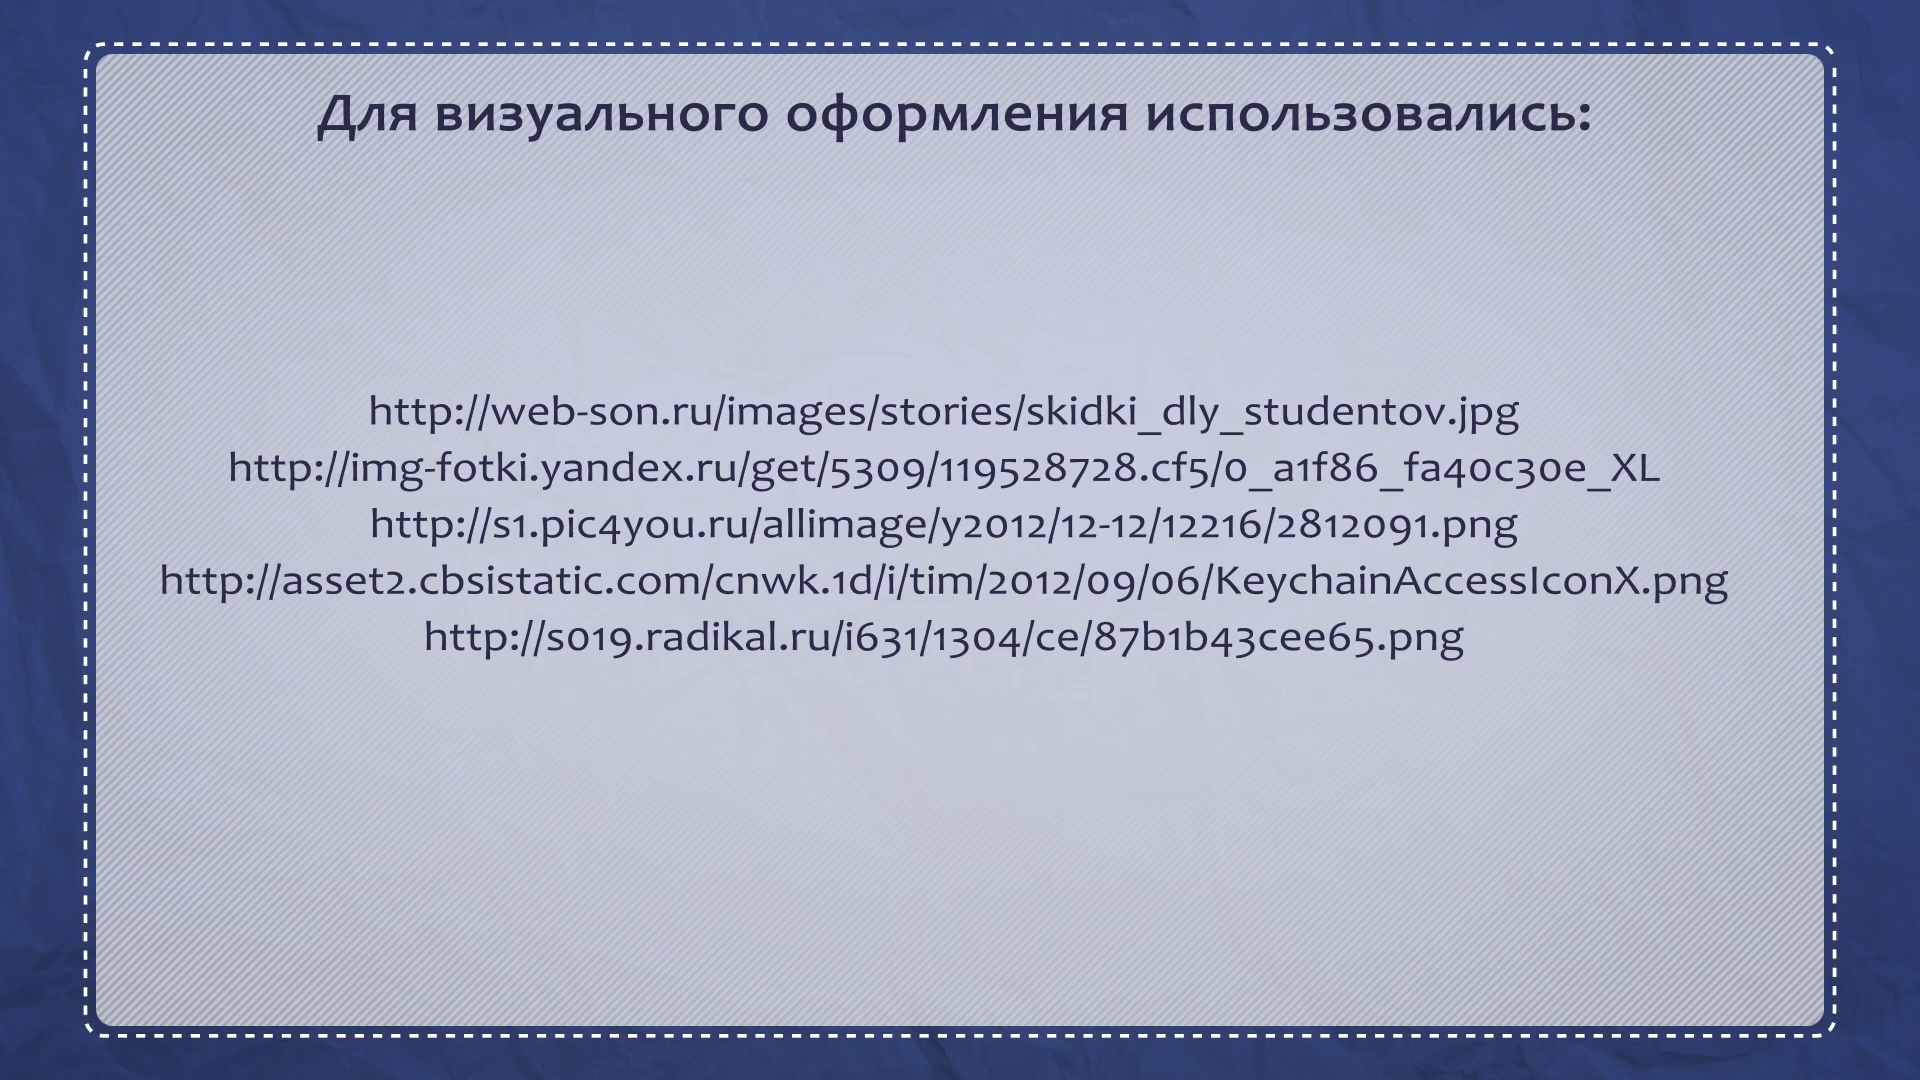 Для визуального оформления использовались:
http://web-son.ru/images/stories/skidki_dly_studentov.jpg
http://img-fotki.yandex.ru/get/5309/119528728.cf5/0_a1f86_fa40c30e_XL
http://s1.pic4you.ru/allimage/y2012/12-12/12216/2812091.png
http://asset2.cbsistatic.com/cnwk.1d/i/tim/2012/09/06/KeychainAccessIconX.png
http://s019.radikal.ru/i631/1304/ce/87b1b43cee65.png